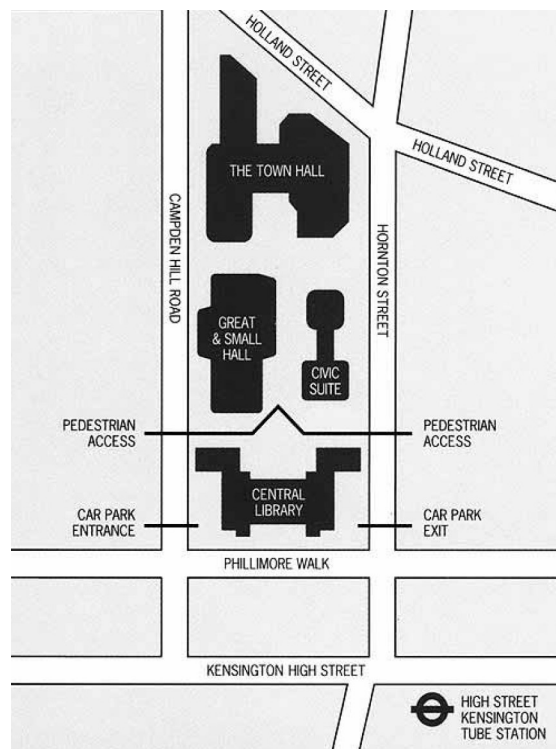 HOLLAND STREET
HOLLAND STREET
THE TOWN HALL
CAMPDEN HILL ROAD
HORNTON STREET
GREAT
& SMALL
HALL
CIVIC
SUITE
PEDESTRIAN
ACCESS
PEDESTRIAN
ACCESS
CENTRAL
LIBRARY
CAR PARK
ENTRANCE
CAR PARK
EXIT
PHILLIMORE WALK
KENSINGTON HIGH STREET
HIGH STREET
KENSINGTON
TUBE STATION